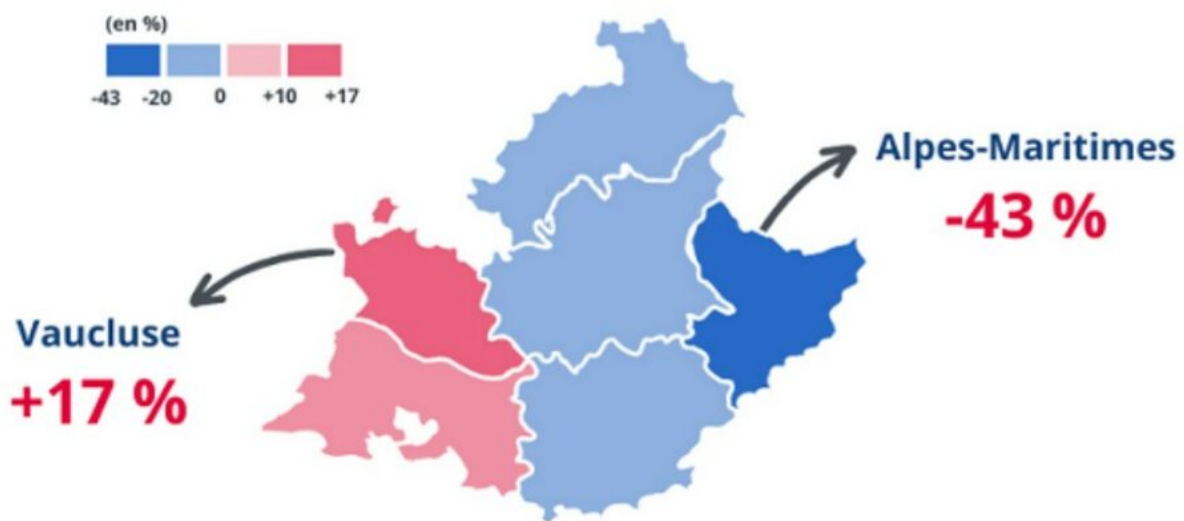 (en %)
-43 -20 0 +10 +17
Alpes-Maritimes
-43 %
Vaucluse
+17 %